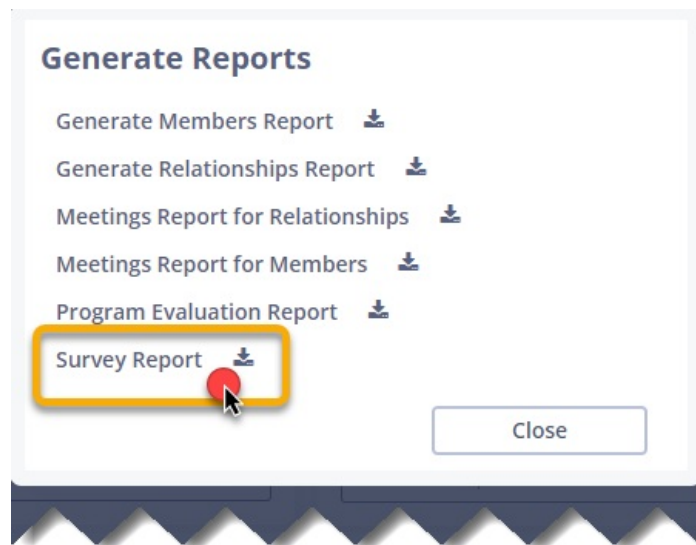 Generate Reports
Generate Members Report
Generate Relationships Report
Meetings Report for Relationships
Meetings Report for Members
Program Evaluation Report
Survey Report
Close